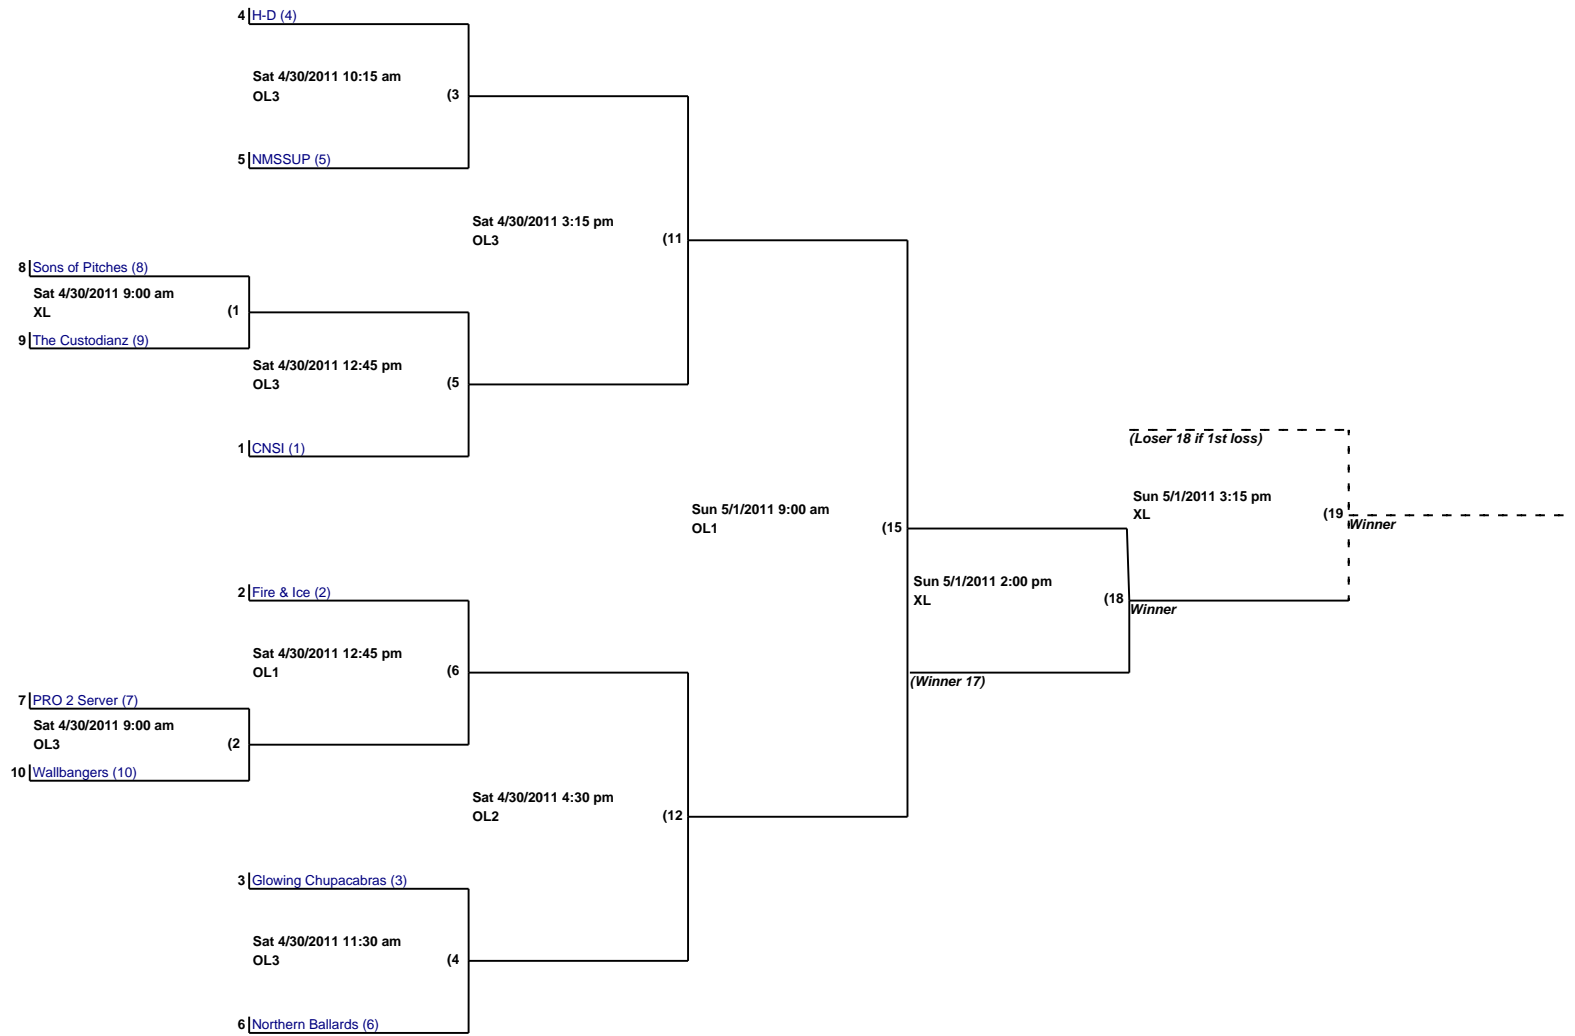 4 H-D (4)
Sat 4/30/2011 10:15 am
OL3
(3
5 NMSSUP (5)
Sat 4/30/2011 3:15 pm
OL3
(11
8 Sons of Pitches (8)
Sat 4/30/2011 9:00 am
XL
(1
9 The Custodianz (9)
Sat 4/30/2011 12:45 pm
OL3
(5
1 CNSI (1)
(Loser 18 if 1st loss)
Sun 5/1/2011 9:00 am
OL1
(15
Sun 5/1/2011 3:15 pm
XL
(19
Winner
2 Fire & Ice (2)
Sun 5/1/2011 2:00 pm
XL
(18
Winner
Sat 4/30/2011 12:45 pm
OL1
(6
(Winner 17)
7 PRO 2 Server (7)
Sat 4/30/2011 9:00 am
OL3
(2
10 Wallbangers (10)
Sat 4/30/2011 4:30 pm
OL2
(12
3 Glowing Chupacabras (3)
Sat 4/30/2011 11:30 am
OL3
(4
6 Northern Ballards (6)